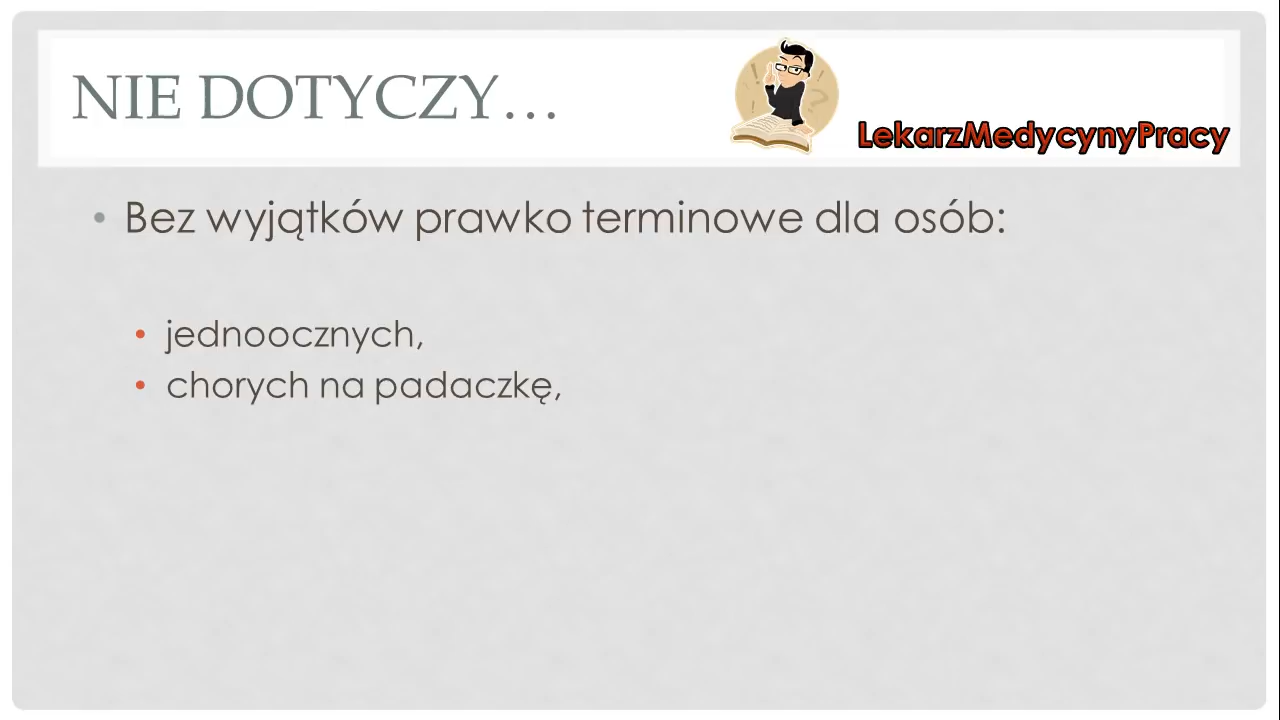 NIE DOTYCZY…
LekarzMedycynyPracy
• Bez wyjątków prawko terminowe dla osób:
• jednoocznych,
• chorych na padaczkę,